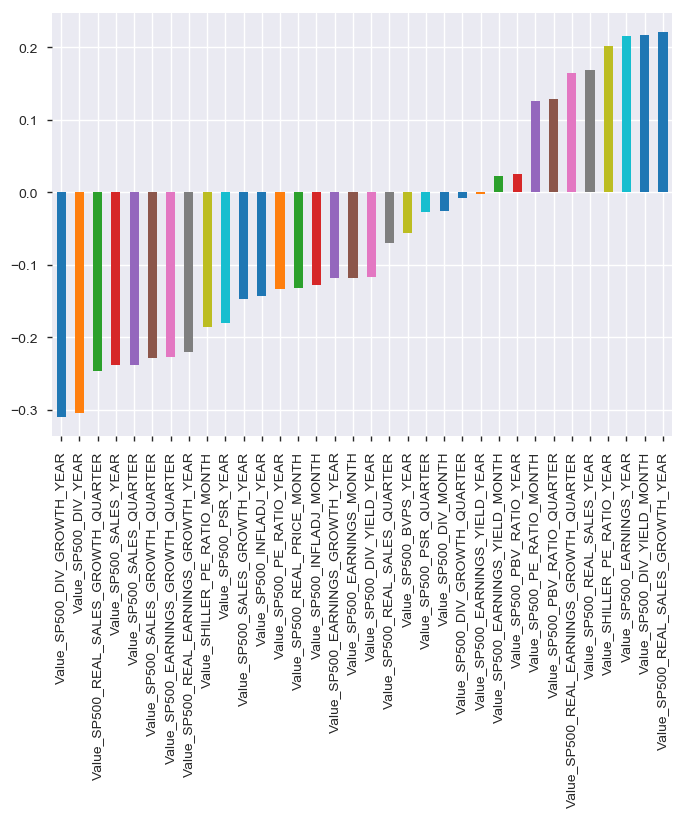 0.2
0.1
0.0
−0.1
−0.2
−0.3
Value_SP500_DIV_GROWTH_YEAR
Value_SP500_DIV_YEAR
Value_SP500_REAL_SALES_GROWTH_QUARTER
Value_SP500_SALES_YEAR
Value_SP500_SALES_QUARTER
Value_SP500_SALES_GROWTH_QUARTER
Value_SP500_EARNINGS_GROWTH_QUARTER
Value_SP500_REAL_EARNINGS_GROWTH_YEAR
Value_SHILLER_PE_RATIO_MONTH
Value_SP500_PSR_YEAR
Value_SP500_SALES_GROWTH_YEAR
Value_SP500_INFLADJ_YEAR
Value_SP500_PE_RATIO_YEAR
Value_SP500_REAL_PRICE_MONTH
Value_SP500_INFLADJ_MONTH
Value_SP500_EARNINGS_GROWTH_YEAR
Value_SP500_EARNINGS_MONTH
Value_SP500_DIV_YIELD_YEAR
Value_SP500_REAL_SALES_QUARTER
Value_SP500_BVPS_YEAR
Value_SP500_PSR_QUARTER
Value_SP500_DIV_MONTH
Value_SP500_DIV_GROWTH_QUARTER
Value_SP500_EARNINGS_YIELD_YEAR
Value_SP500_EARNINGS_YIELD_MONTH
Value_SP500_PBV_RATIO_YEAR
Value_SP500_PE_RATIO_MONTH
Value_SP500_PBV_RATIO_QUARTER
Value_SP500_REAL_EARNINGS_GROWTH_QUARTER
Value_SP500_REAL_SALES_YEAR
Value_SHILLER_PE_RATIO_YEAR
Value_SP500_EARNINGS_YEAR
Value_SP500_DIV_YIELD_MONTH
Value_SP500_REAL_SALES_GROWTH_YEAR